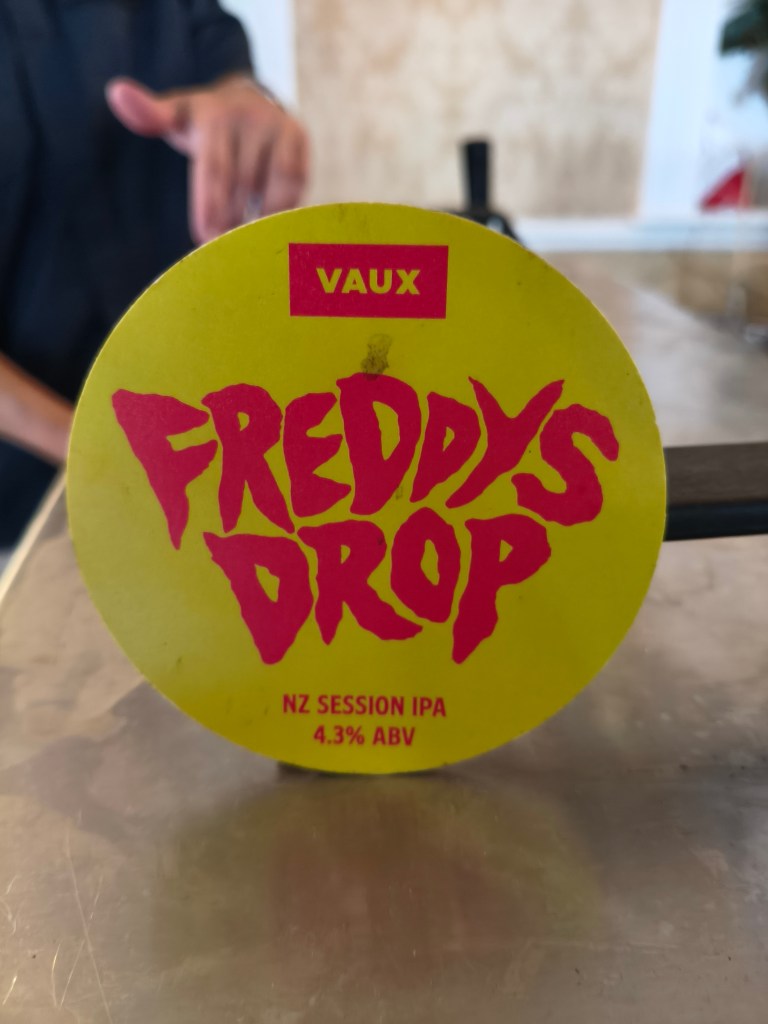 VAUX
FREDDYS
DROP
NZ SESSION IPA
4.3% ABV